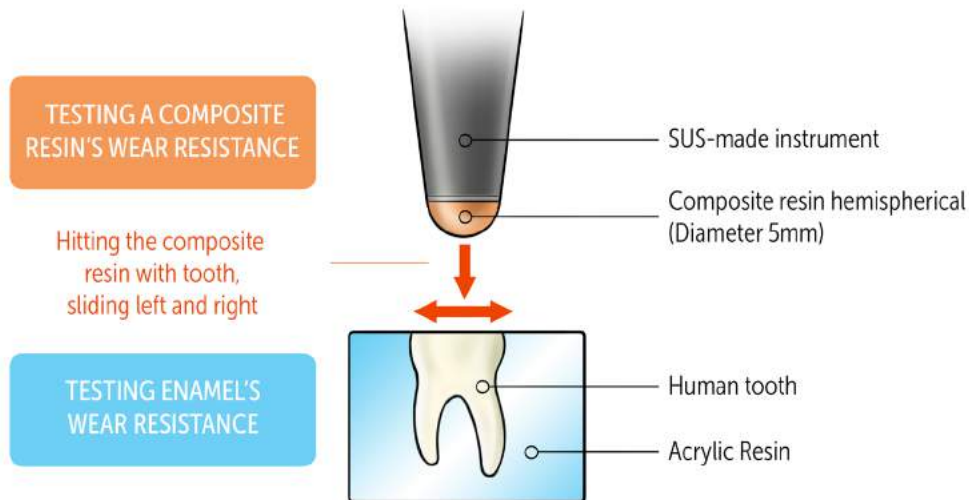 TESTING A COMPOSITE
RESIN'S WEAR RESISTANCE
SUS-made instrument
Composite resin hemispherical
(Diameter 5mm)
Hitting the composite
resin with tooth,
sliding left and right
TESTING ENAMEL'S
WEAR RESISTANCE
Human tooth
Acrylic Resin